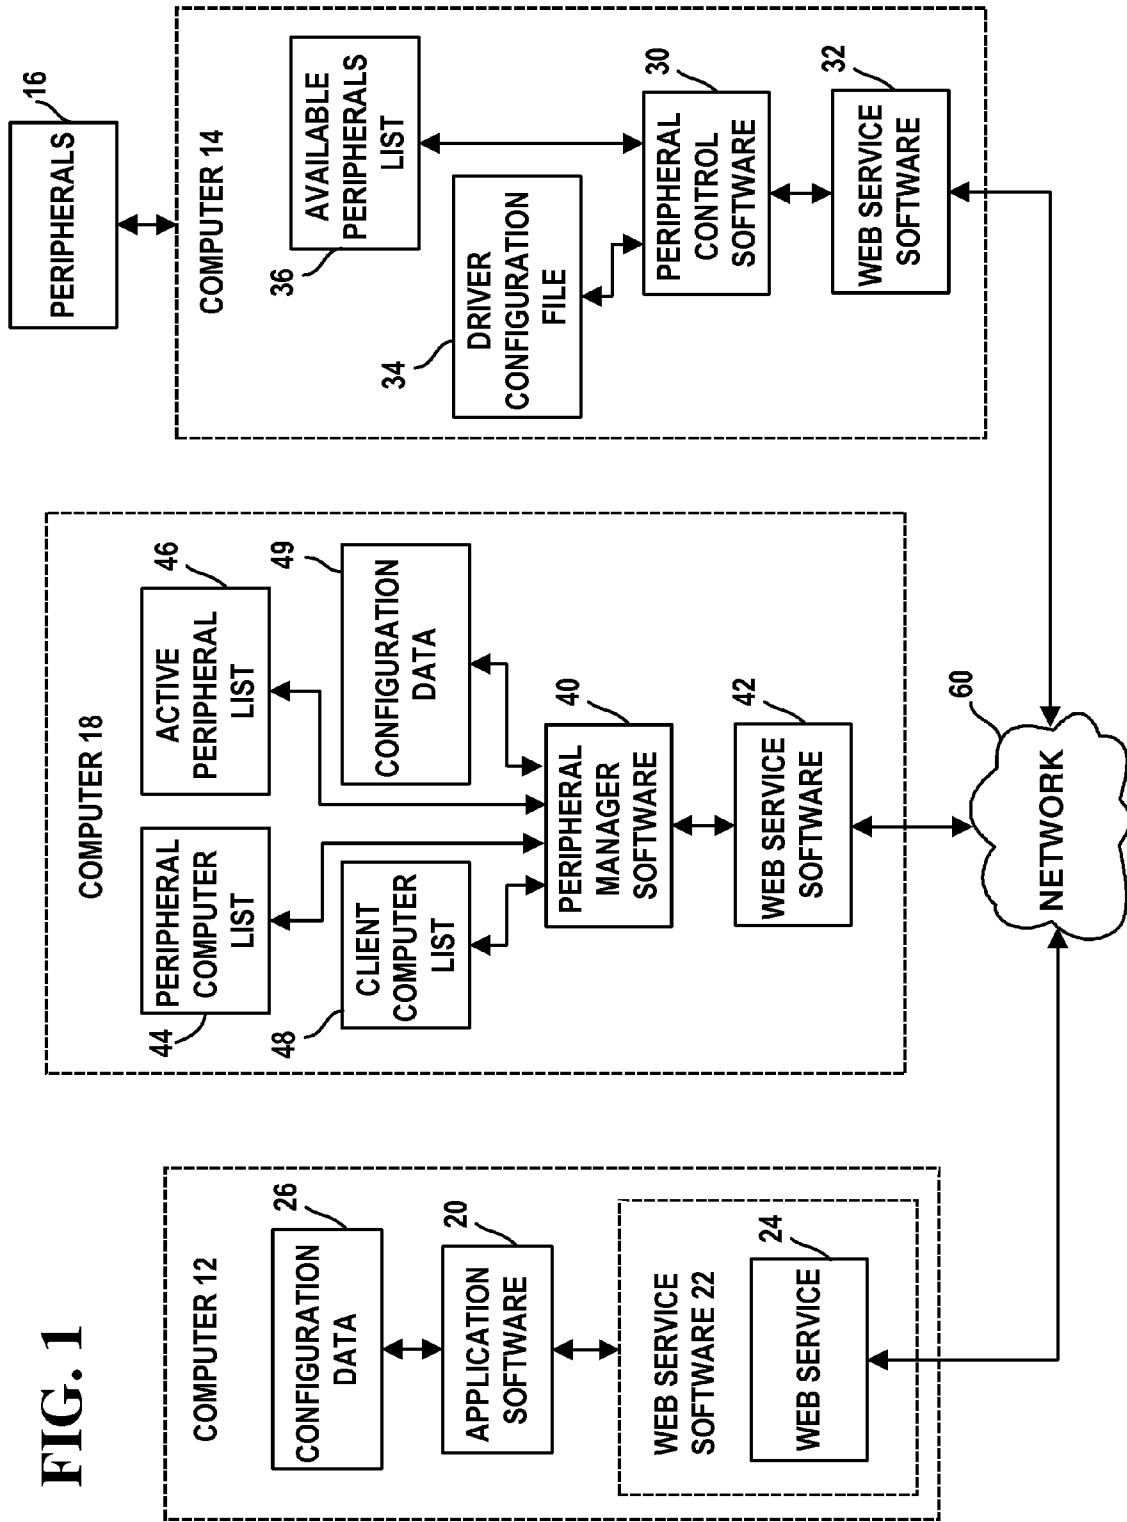 FIG. 1
COMPUTER 12
CONFIGURATION
DATA
26
APPLICATION
SOFTWARE
20
WEB SERVICE
SOFTWARE 22
WEB SERVICE
24
COMPUTER 18
PERIPHERAL
COMPUTER
LIST
44
ACTIVE
PERIPHERAL
LIST
46
CLIENT
COMPUTER
LIST
48
CONFIGURATION
DATA
49
PERIPHERAL
MANAGER
SOFTWARE
40
WEB SERVICE
SOFTWARE
42
NETWORK
60
PERIPHERALS
16
COMPUTER 14
AVAILABLE
PERIPHERALS
LIST
36
DRIVER
CONFIGURATION
FILE
34
PERIPHERAL
CONTROL
SOFTWARE
30
WEB SERVICE
SOFTWARE
32